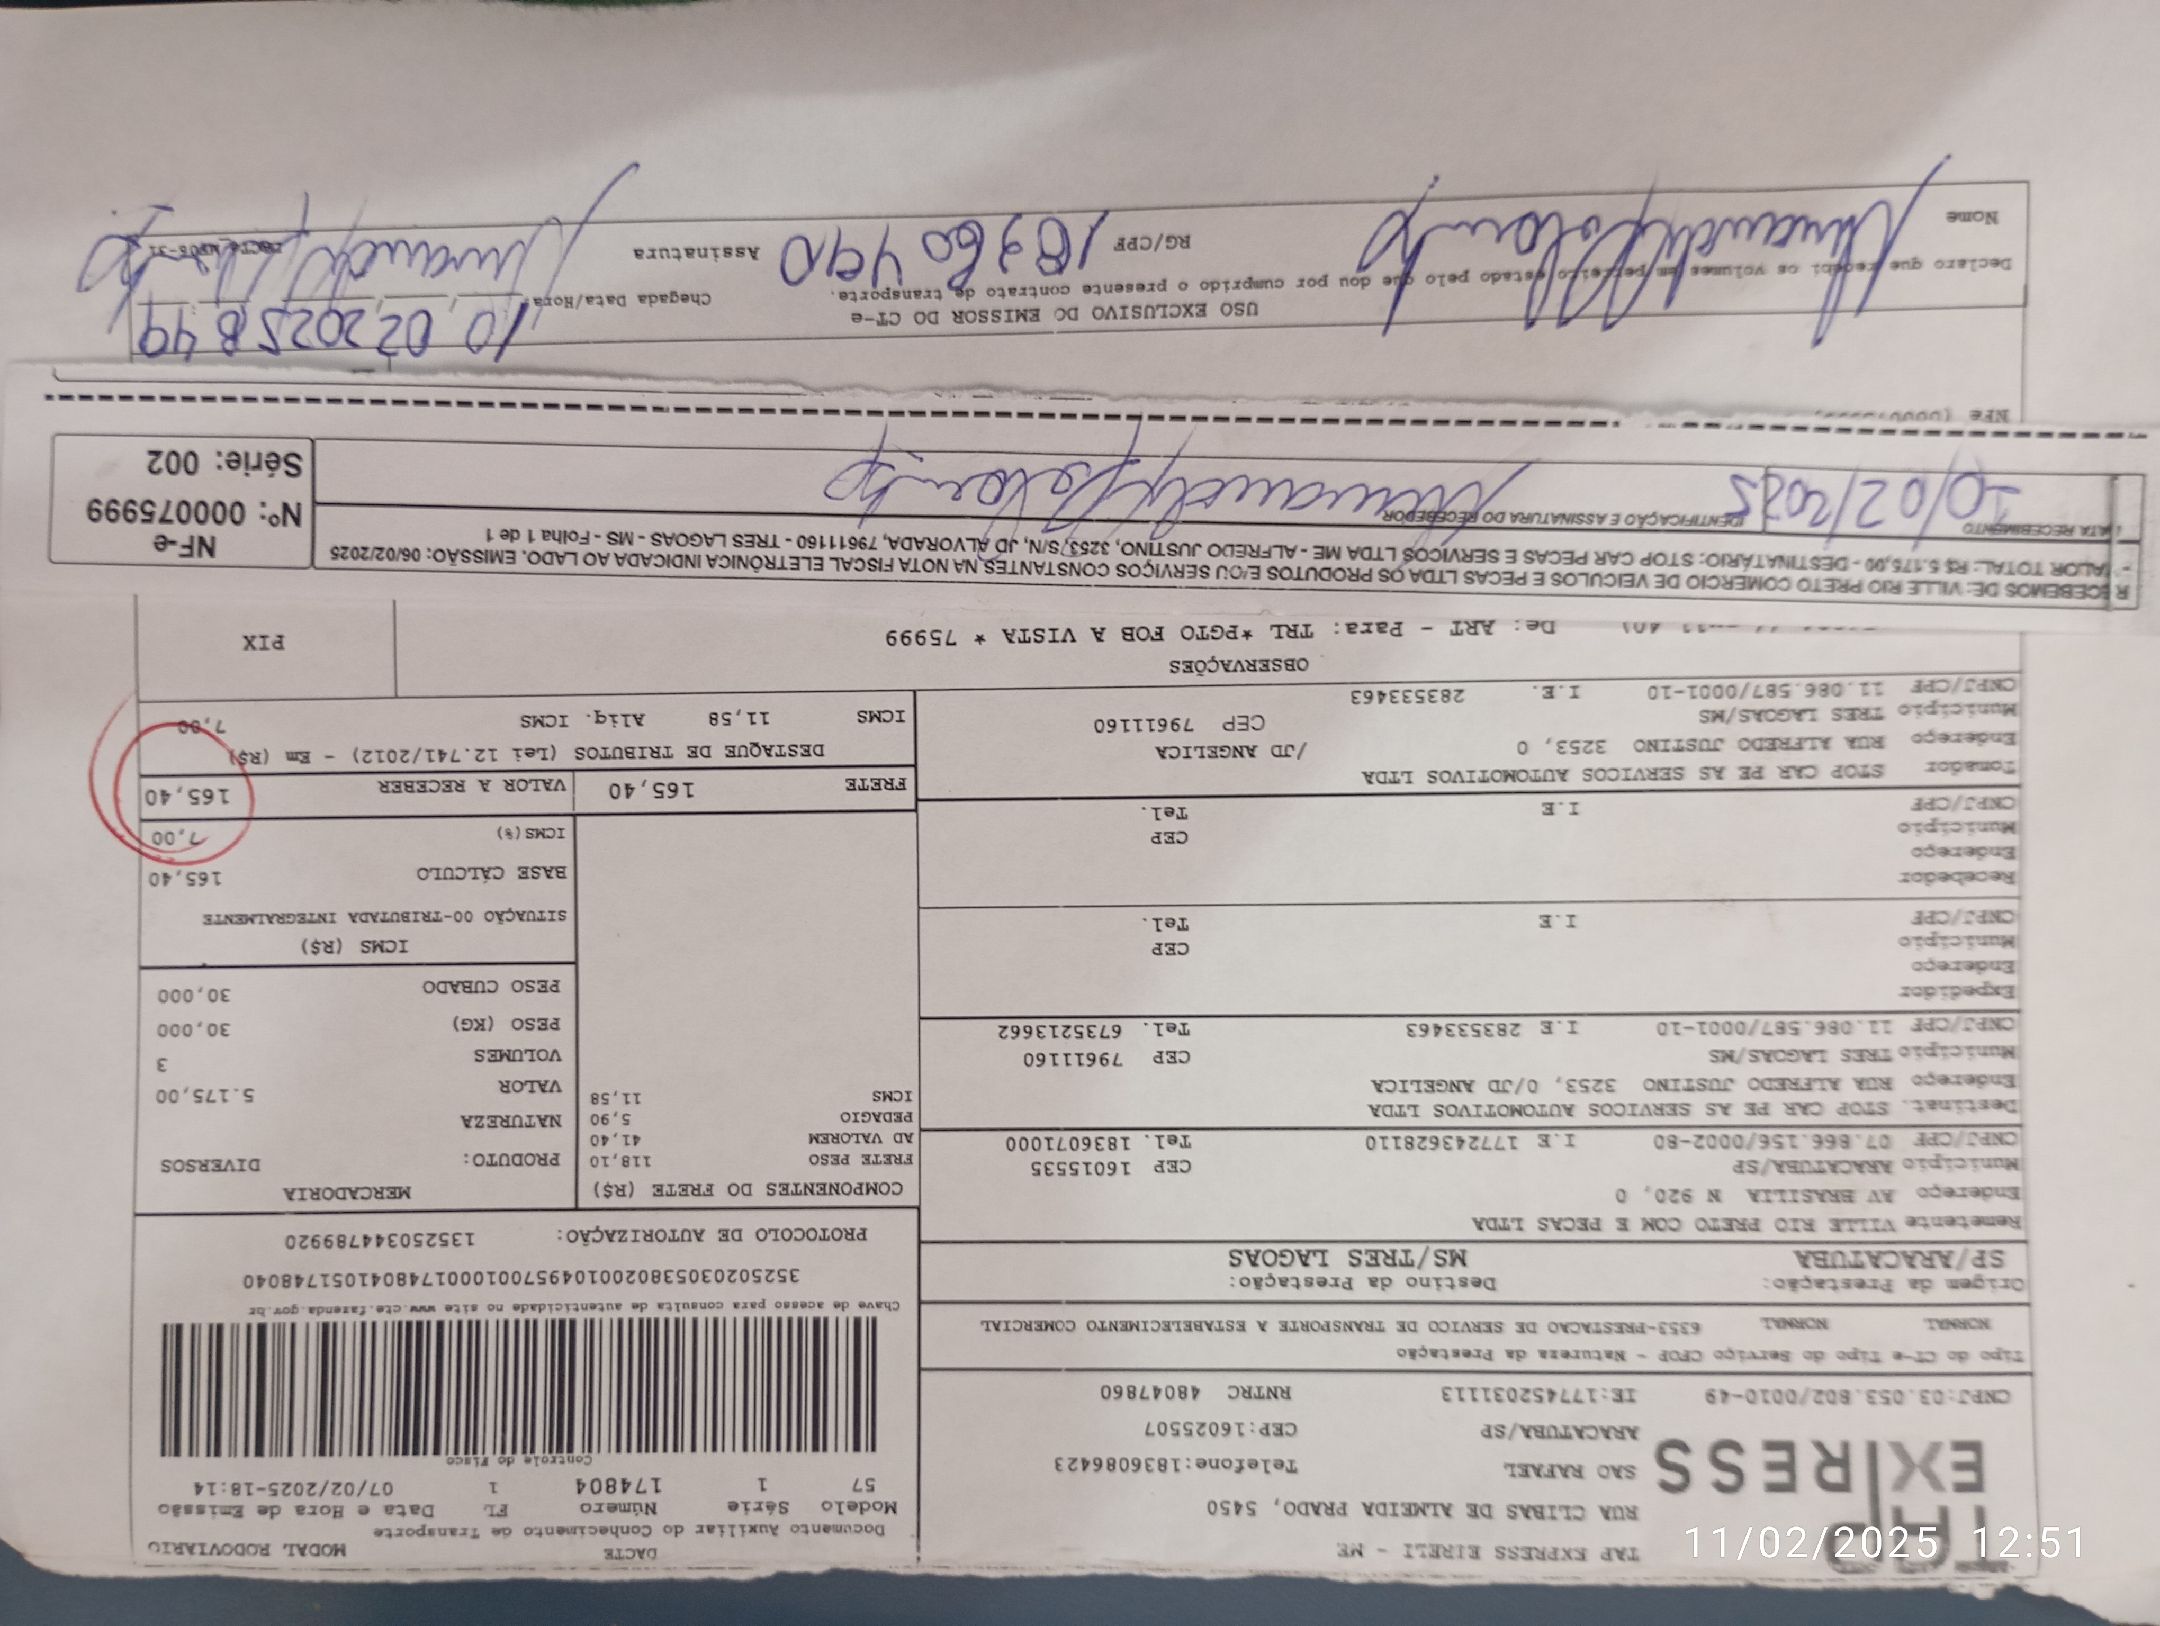 DACTE
MODAL RODOVIARIO
Documento Auxiliar do Conhecimento de Transporte
Modelo Série Número FL Data e Hora de Emissão
57 1 174804 1 07/02/2025-18:14
Controle do Fisco
TAP EXPRESS EIRELI - ME
RUA CLIBAS DE ALMEIDA PRADO, 5450
SAO RAFAEL Telefone:1836086423
ARACATUBA/SP CEP:16025507
TAP
EXPRESS
CNPJ:03.053.802/0010-49 IE:177452031113 RNTRC 48047860
Tipo do CT-e Tipo do Serviço CFOP - Natureza da Prestação
NORMAL NORMAL 6353-PRESTACAO DE SERVICO DE TRANSPORTE A ESTABELECIMENTO COMERCIAL
Chave de acesso para consulta de autenticidade no site www.cte.fazenda.gov.br
35250203053802001049570010001748041051748040
PROTOCOLO DE AUTORIZAÇÃO: 135250344789920
Origem da Prestação: Destino da Prestação:
SP/ARACATUBA MS/TRES LAGOAS
Remetente VILLE RIO PRETO COM E PECAS LTDA
Endereço AV BRASILIA N 920, 0
Município ARACATUBA/SP CEP 16015535
CNPJ/CPF 07.866.156/0002-80 I.E 177243628110 Tel. 1836071000
Destinat. STOP CAR PE AS SERVICOS AUTOMOTIVOS LTDA
Endereço RUA ALFREDO JUSTINO 3253, 0/JD ANGELICA
Município TRES LAGOAS/MS CEP 79611160
CNPJ/CPF 11.086.587/0001-10 I.E 283533463 Tel. 6735213662
Expedidor
Endereço
Município CEP
CNPJ/CPF I.E Tel.
Recebedor
Endereço
Município CEP
CNPJ/CPF I.E Tel.
Tomador STOP CAR PE AS SERVICOS AUTOMOTIVOS LTDA
Endereço RUA ALFREDO JUSTINO 3253, 0 /JD ANGELICA
Município TRES LAGOAS/MS CEP 79611160
CNPJ/CPF 11.086.587/0001-10 I.E. 283533463
COMPONENTES DO FRETE (R$)
FRETE PESO 118,10
AD VALOREM 41,40
PEDAGIO 5,90
ICMS 11,58
MERCADORIA
PRODUTO: DIVERSOS
NATUREZA
VALOR 5.175,00
VOLUMES 3
PESO (KG) 30,000
PESO CUBADO 30,000
ICMS (R$)
SITUAÇÃO 00-TRIBUTADA INTEGRALMENTE
BASE CÁLCULO 165,40
ICMS(%) 7,00
FRETE 165,40 VALOR A RECEBER 165,40
DESTAQUE DE TRIBUTOS (Lei 12.741/2012) - Em (R$)
ICMS 11,58 Aliq. ICMS 7,00
OBSERVAÇÕES
De: ART - Para: TRL *PGTO FOB A VISTA * 75999
PIX
RECEBEMOS DE: VILLE RIO PRETO COMERCIO DE VEICULOS E PECAS LTDA OS PRODUTOS E/OU SERVIÇOS CONSTANTES NA NOTA FISCAL ELETRÔNICA INDICADA AO LADO. EMISSÃO: 06/02/2025
- VALOR TOTAL: R$ 5.175,00 - DESTINATÁRIO: STOP CAR PECAS E SERVICOS LTDA ME - ALFREDO JUSTINO, 3253, S/N, JD ALVORADA, 79611160 - TRES LAGOAS - MS - Folha 1 de 1
DATA RECEBIMENTO IDENTIFICAÇÃO E ASSINATURA DO RECEBEDOR
10/02/2025
NF-e
Nº: 000075999
Série: 002
NFe
USO EXCLUSIVO DO EMISSOR DO CT-e
Declaro que recebi os volumes em perfeito estado pelo que dou por cumprido o presente contrato de transporte.
Chegada Data/Hora 10 02 2025 8 49
Nome
RG/CPF 18360490
Assinatura
11/02/2025 12:51